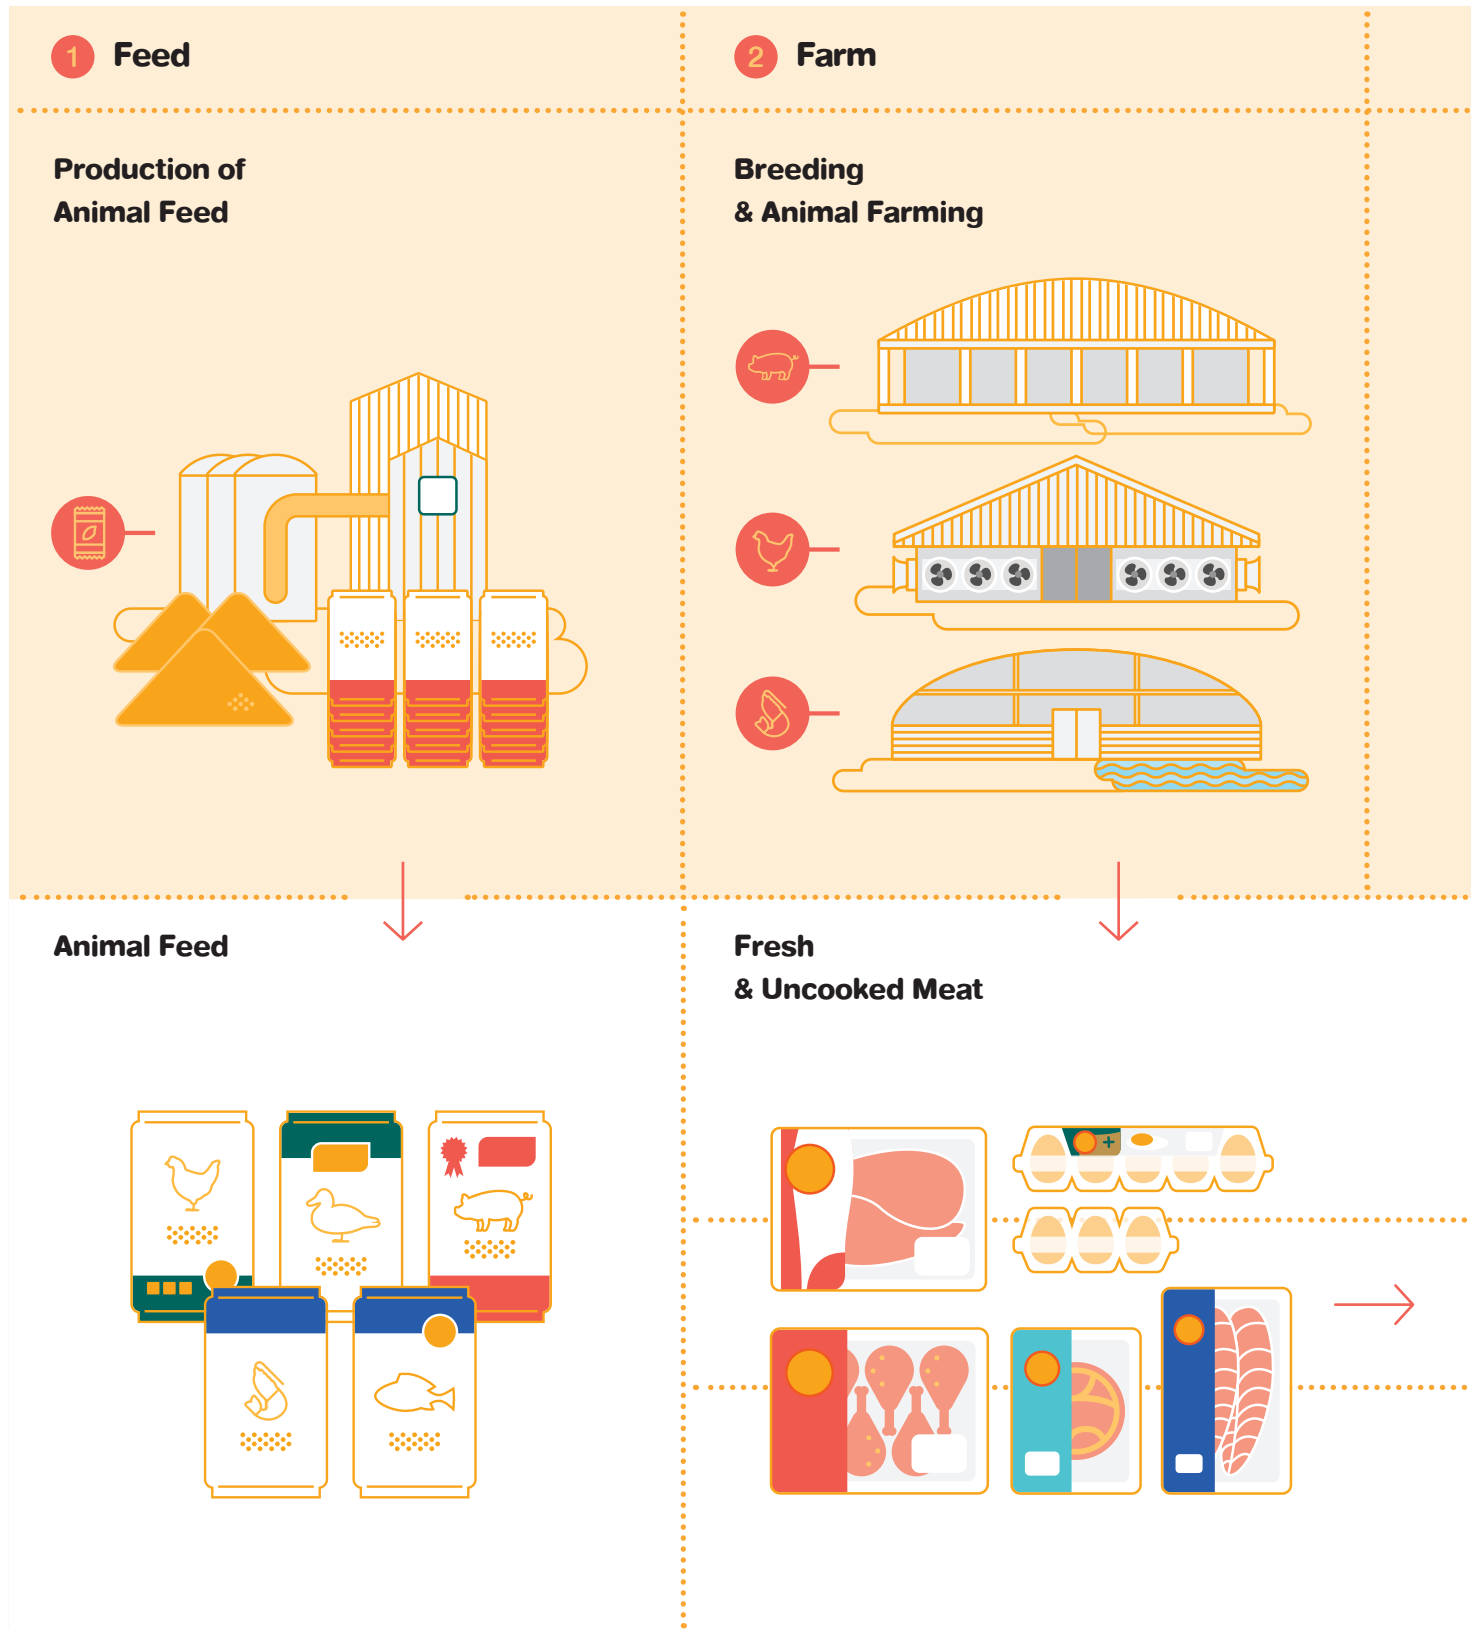 1 Feed
2 Farm
Production of
Animal Feed
Breeding
& Animal Farming
Animal Feed
Fresh
& Uncooked Meat
+